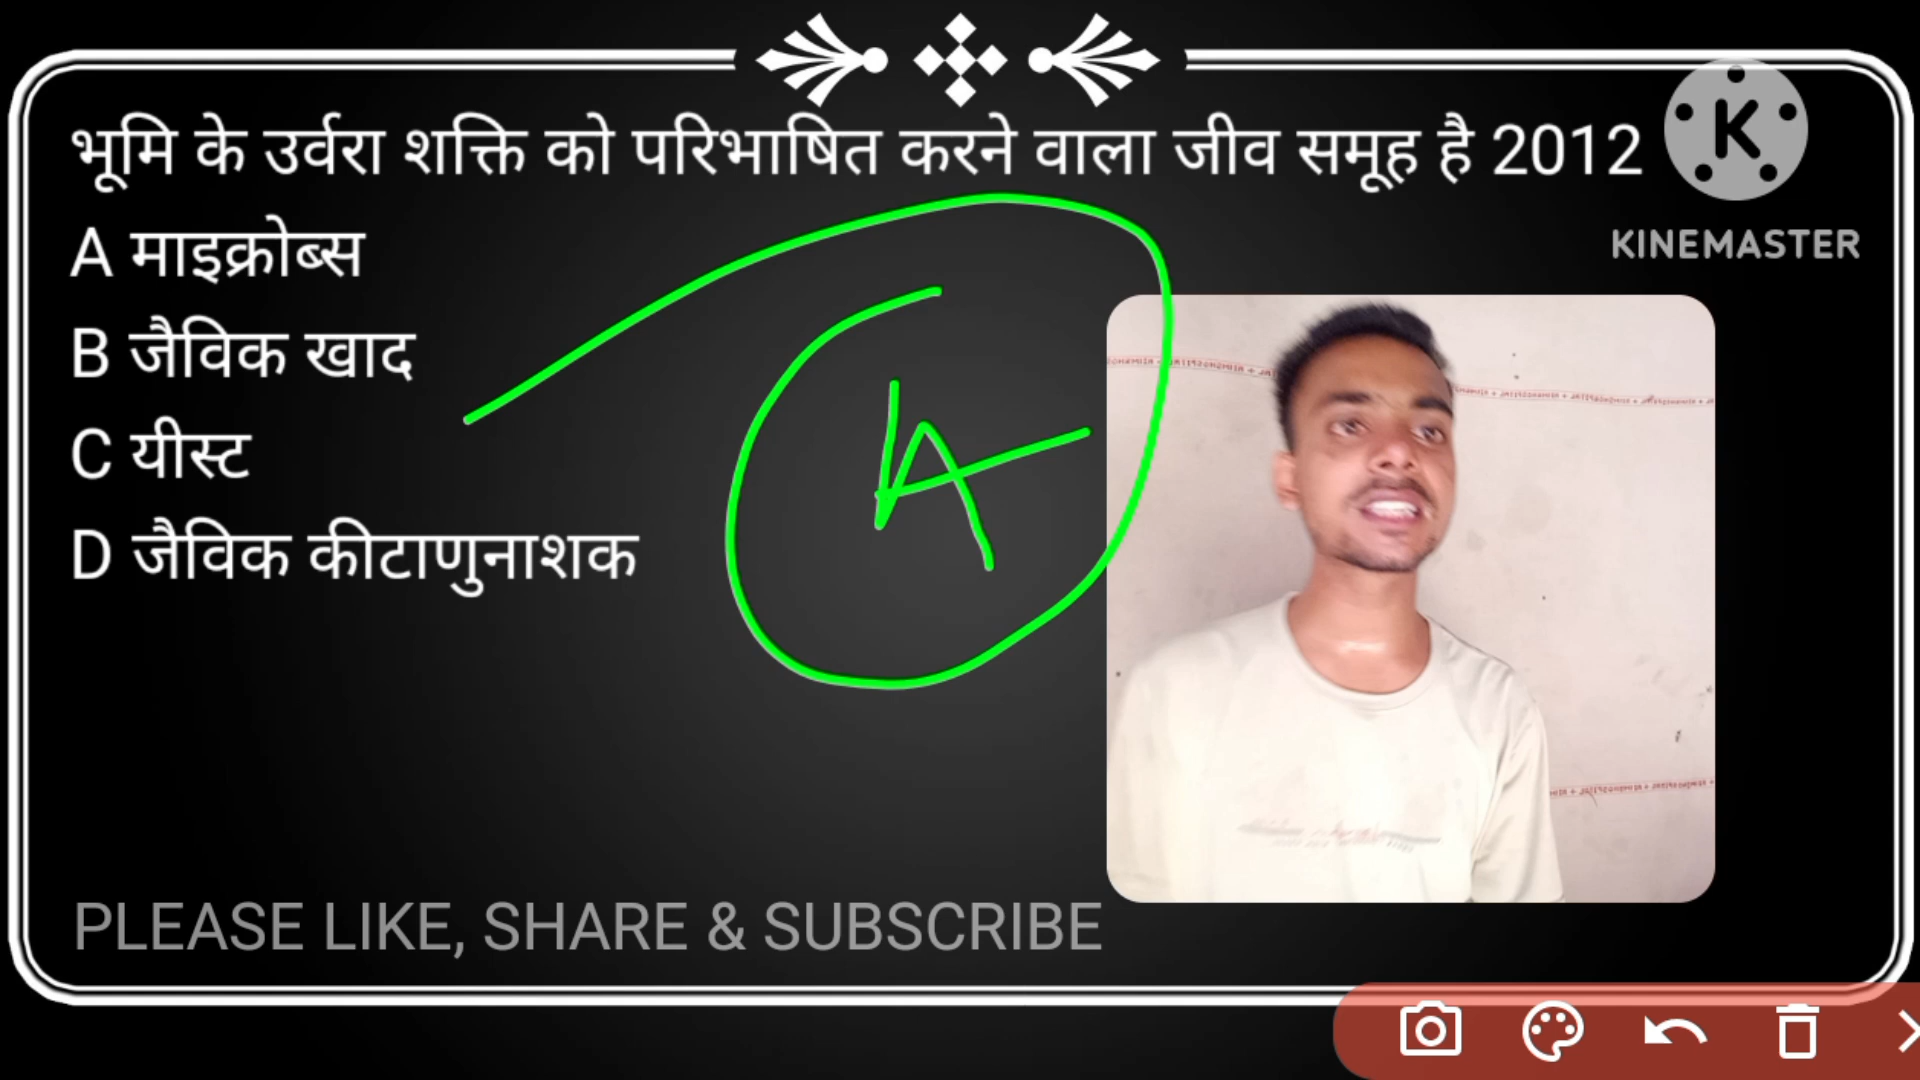 भूमि के उर्वरा शक्ति को परिभाषित करने वाला जीव समूह है 2012
A माइक्रोब्स
B जैविक खाद
C यीस्ट
D जैविक कीटाणुनाशक
A
K
KINEMASTER
PLEASE LIKE, SHARE & SUBSCRIBE